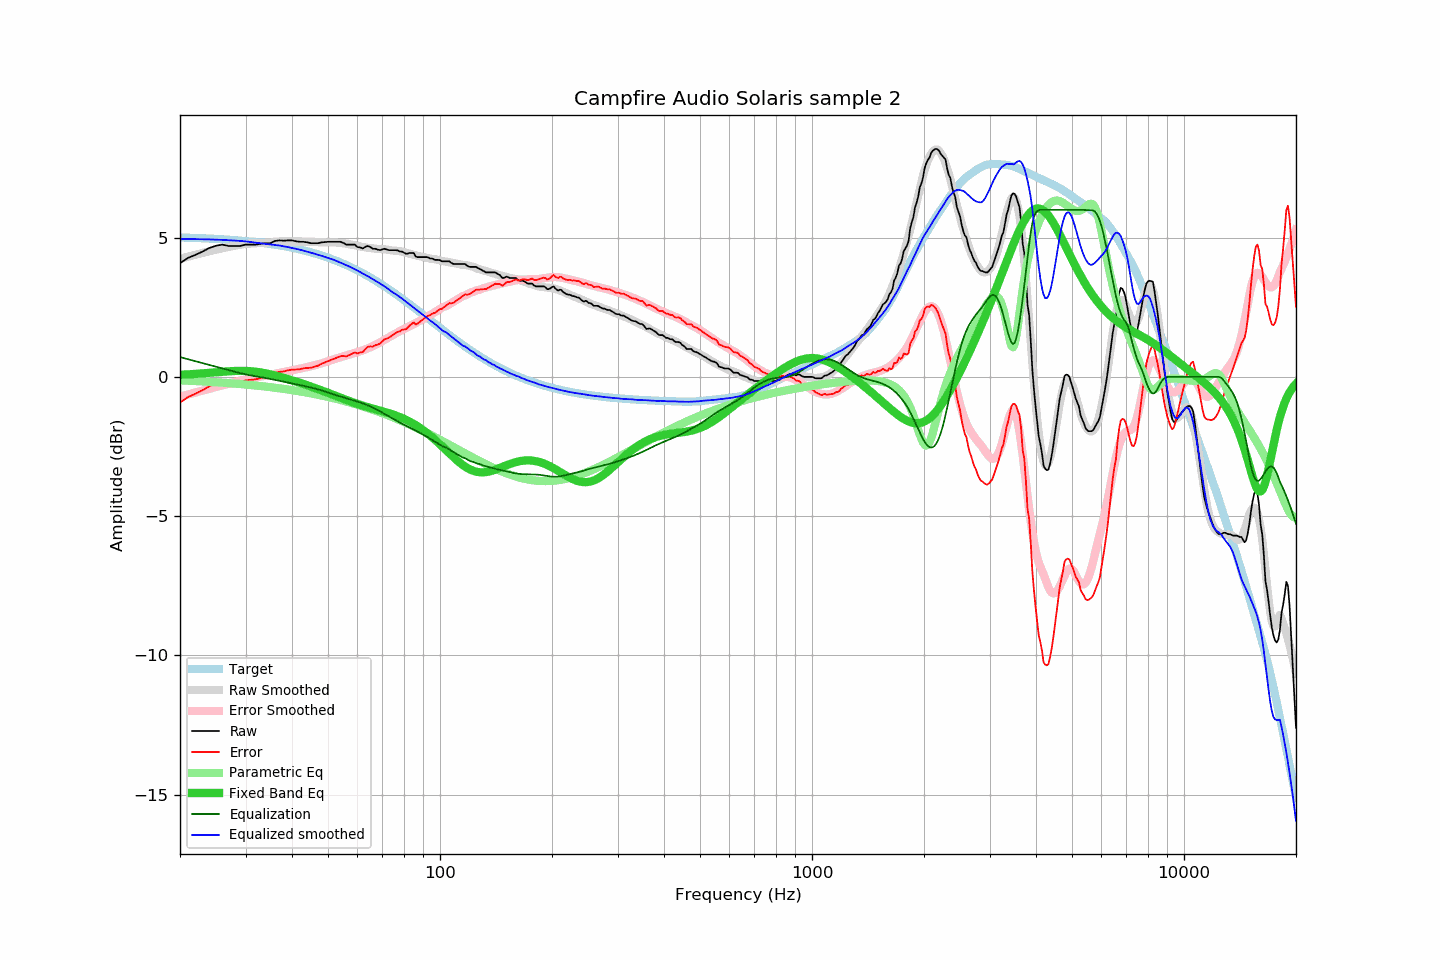 Campfire Audio Solaris sample 2
Amplitude (dBr)
5
0
−5
−10
−15
Target
Raw Smoothed
Error Smoothed
Raw
Error
Parametric Eq
Fixed Band Eq
Equalization
Equalized smoothed
100
1000
10000
Frequency (Hz)